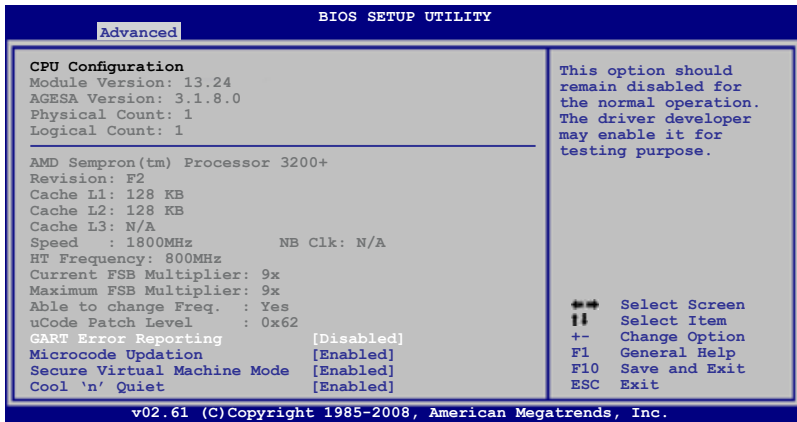 BIOS SETUP UTILITY
Advanced
CPU Configuration
Module Version: 13.24
AGESA Version: 3.1.8.0
Physical Count: 1
Logical Count: 1
AMD Sempron(tm) Processor 3200+
Revision: F2
Cache L1: 128 KB
Cache L2: 128 KB
Cache L3: N/A
Speed : 1800MHz NB Clk: N/A
HT Frequency: 800MHz
Current FSB Multiplier: 9x
Maximum FSB Multiplier: 9x
Able to change Freq. : Yes
uCode Patch Level : 0x62
GART Error Reporting [Disabled]
Microcode Updation [Enabled]
Secure Virtual Machine Mode [Enabled]
Cool ‘n’ Quiet [Enabled]
This option should
remain disabled for
the normal operation.
The driver developer
may enable it for
testing purpose.
Select Screen
Select Item
+- Change Option
F1 General Help
F10 Save and Exit
ESC Exit
v02.61 (C)Copyright 1985-2008, American Megatrends, Inc.